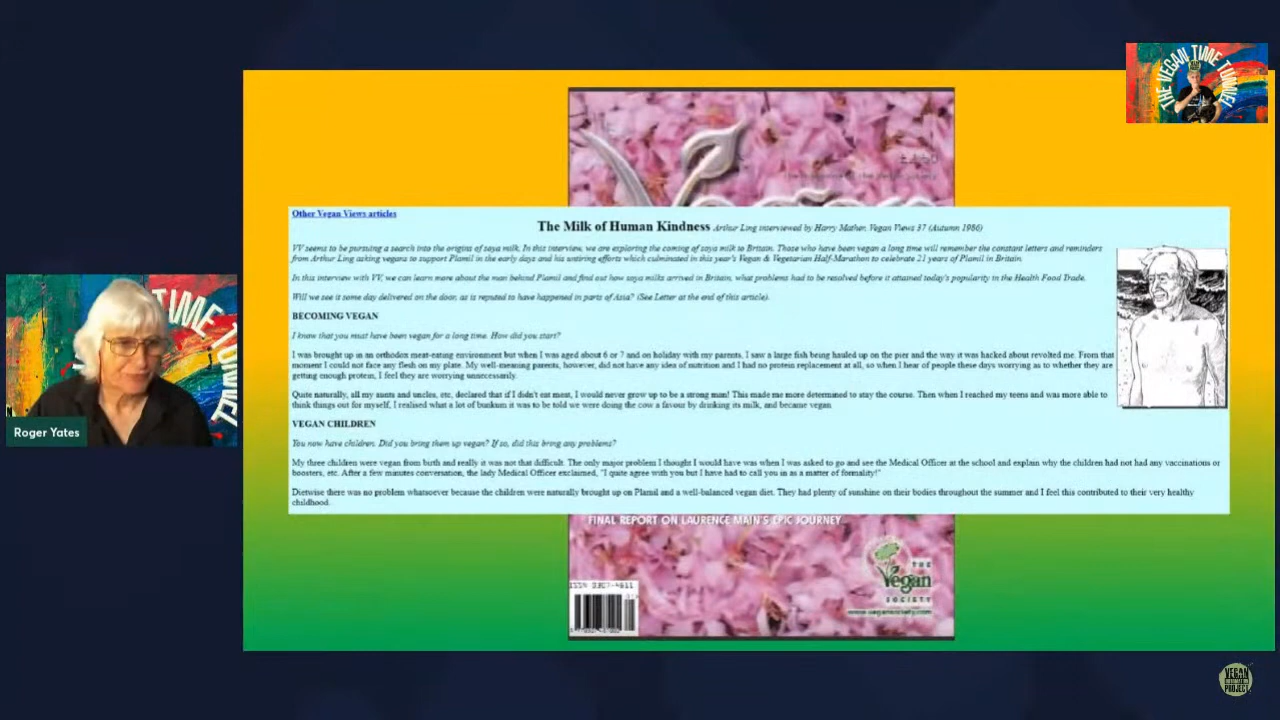 THE VEGAN TIME TUNNEL
Other Vegan Views articles
The Milk of Human Kindness Arthur Ling interviewed by Harry Mather, Vegan Views 37 (Autumn 1986)
VV seems to be pursuing a search into the origins of soya milk. In this interview, we are exploring the coming of soya milk to Britain. Those who have been vegan a long time will remember the constant letters and reminders
from Arthur Ling asking vegans to support Plamil in the early days and his untiring efforts which culminated in this year's Vegan & Vegetarian Half-Marathon to celebrate 21 years of Plamil in Britain.
In this interview with VV, we can learn more about the man behind Plamil and find out how soya milks arrived in Britain, what problems had to be resolved before it attained today's popularity in the Health Food Trade.
Will we see it some day delivered on the door, as is reputed to have happened in parts of Asia? (See Letter at the end of this article).
BECOMING VEGAN
I know that you must have been vegan for a long time. How did you start?
I was brought up in an orthodox meat-eating environment but when I was aged about 6 or 7 and on holiday with my parents, I saw a large fish being hauled up on the pier and the way it was hacked about revolted me. From that
moment I could not face any flesh on my plate. My well-meaning parents, however, did not have any idea of nutrition and I had no protein replacement at all, so when I hear of people these days worrying as to whether they are
getting enough protein, I feel they are worrying unnecessarily.
Quite naturally, all my aunts and uncles, etc, declared that if I didn't eat meat, I would never grow up to be a strong man! This made me more determined to stay the course. Then when I reached my teens and was more able to
think things out for myself, I realised what a lot of bunkum it was to be told we were doing the cow a favour by drinking its milk, and became vegan.
VEGAN CHILDREN
You now have children. Did you bring them up vegan? If so, did this bring any problems?
My three children were vegan from birth and really it was not that difficult. The only major problem I thought I would have was when I was asked to go and see the Medical Officer at the school and explain why the children had not had any vaccinations or
boosters, etc. After a few minutes conversation, the lady Medical Officer exclaimed, "I quite agree with you but I have had to call you in as a matter of formality!"
Dietwise there was no problem whatsoever because the children were naturally brought up on Plamil and a well-balanced vegan diet. They had plenty of sunshine on their bodies throughout the summer and I feel this contributed to their very healthy
childhood.
TIME TUNNEL
Roger Yates
FINAL REPORT ON LAURENCE MAIN'S EPIC JOURNEY
THE
Vegan
SOCIETY
www.vegansociety.com
VEGAN
INFORMATION
PROJECT